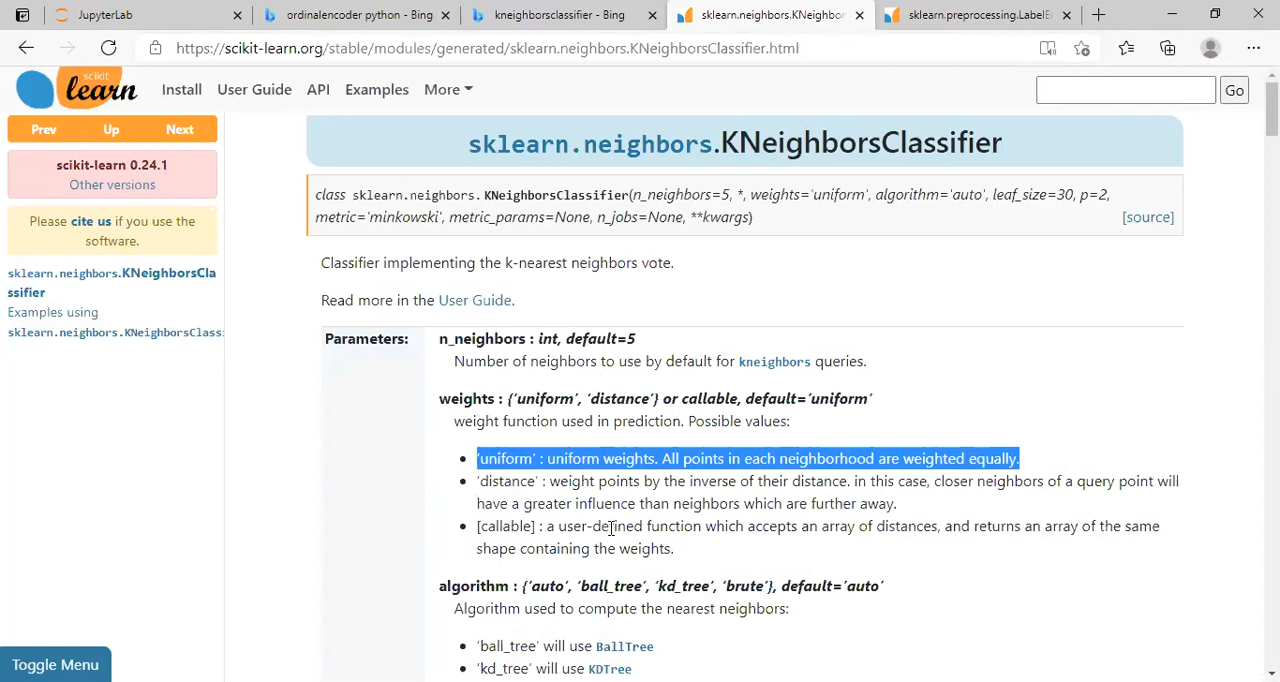 JupyterLab
ordinalencoder python - Bing
kneighborsclassifier - Bing
sklearn.neighbors.KNeighbor
sklearn.preprocessing.LabelE
https://scikit-learn.org/stable/modules/generated/sklearn.neighbors.KNeighborsClassifier.html
scikit
learn
Install User Guide API Examples More
Go
Prev Up Next
scikit-learn 0.24.1
Other versions
Please cite us if you use the
software.
sklearn.neighbors.KNeighborsCla
ssifier
Examples using
sklearn.neighbors.KNeighborsClassi
Toggle Menu
sklearn.neighbors.KNeighborsClassifier
class sklearn.neighbors.KNeighborsClassifier(n_neighbors=5, *, weights='uniform', algorithm='auto', leaf_size=30, p=2,
metric='minkowski', metric_params=None, n_jobs=None, **kwargs)
[source]
Classifier implementing the k-nearest neighbors vote.
Read more in the User Guide.
Parameters:
n_neighbors : int, default=5
Number of neighbors to use by default for kneighbors queries.
weights : {'uniform', 'distance'} or callable, default='uniform'
weight function used in prediction. Possible values:
• 'uniform' : uniform weights. All points in each neighborhood are weighted equally.
• 'distance' : weight points by the inverse of their distance. in this case, closer neighbors of a query point will
have a greater influence than neighbors which are further away.
• [callable] : a user-defined function which accepts an array of distances, and returns an array of the same
shape containing the weights.
algorithm : {'auto', 'ball_tree', 'kd_tree', 'brute'}, default='auto'
Algorithm used to compute the nearest neighbors:
• 'ball_tree' will use BallTree
• 'kd_tree' will use KDTree